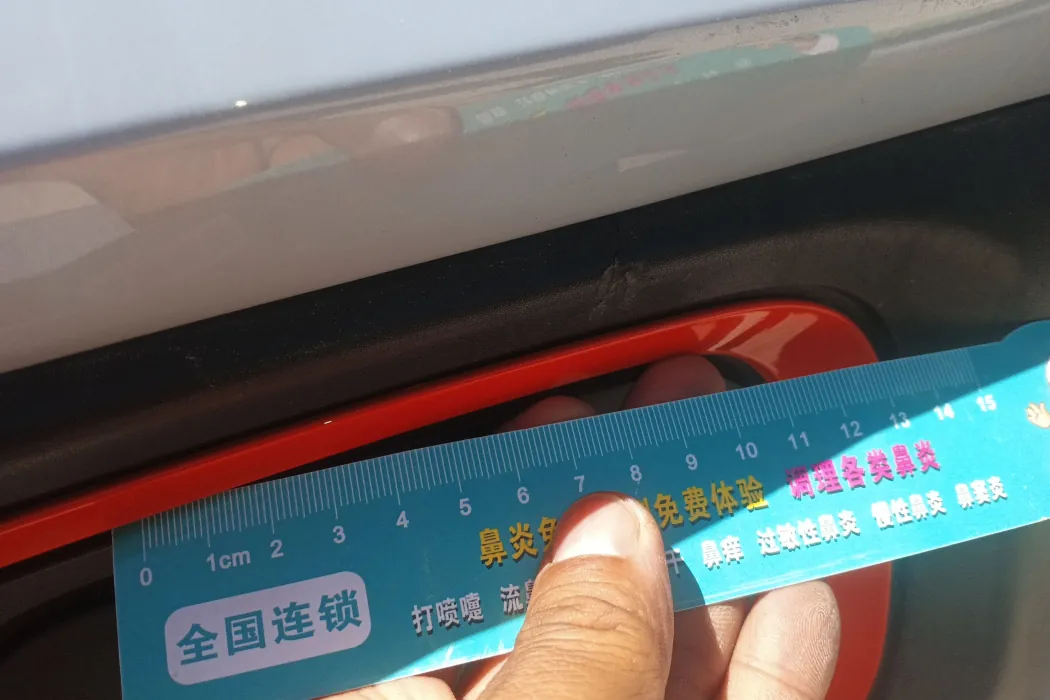 0 1cm 2 3 4 5 6 7 8 9 10 11 12 13 14 15
鼻炎免 免费体验 调理各类鼻炎
打喷嚏 流 鼻痒 过敏性鼻炎 慢性鼻炎 鼻窦炎
全国连锁